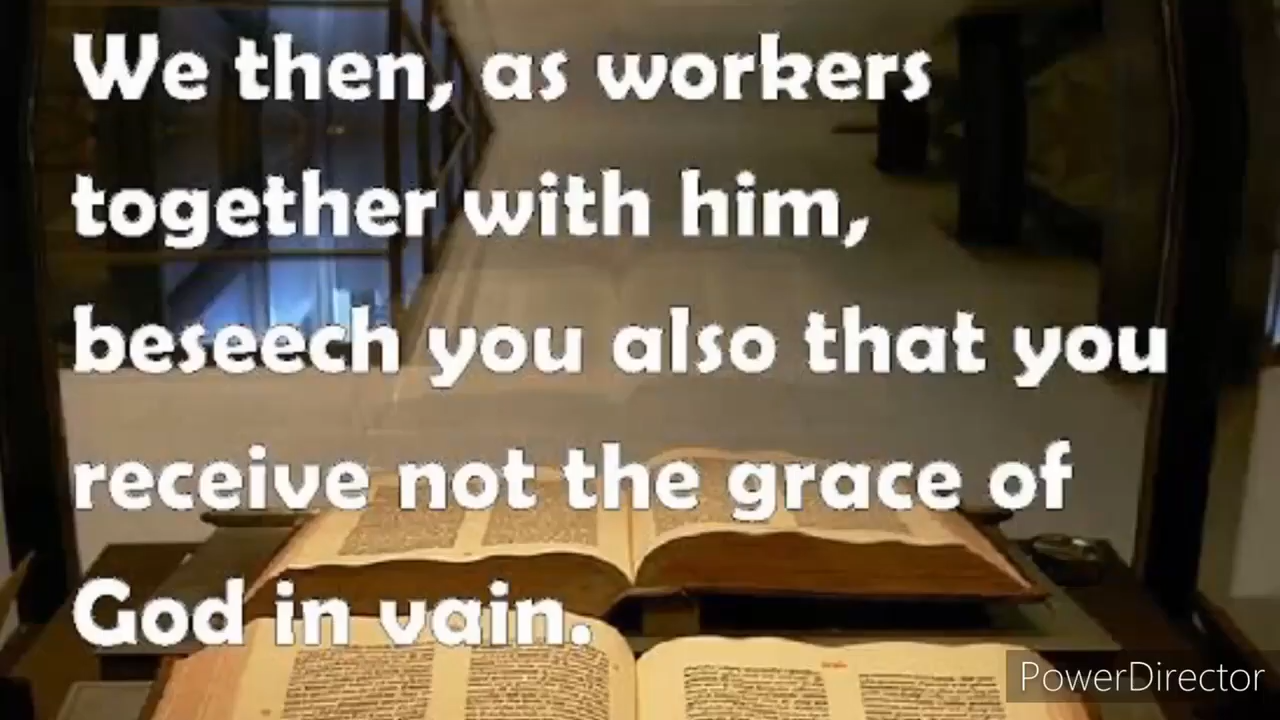 We then, as workers
together with him,
beseech you also that you
receive not the grace of
God in vain.
PowerDirector